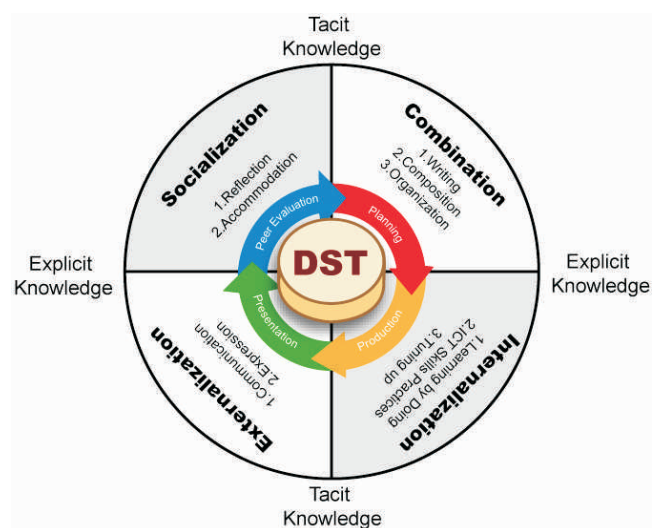 Tacit
Knowledge
Socialization
1.Reflection
2.Accommodation
Combination
1.Writing
2.Composition
3.Organization
Peer Evaluation
Planning
Explicit
Knowledge
DST
Explicit
Knowledge
Presentation
Production
Externalization
1.Communication
2.Expression
Internalization
1.Learning by Doing
2.ICT Skills Practices
3.Tuning up
Tacit
Knowledge